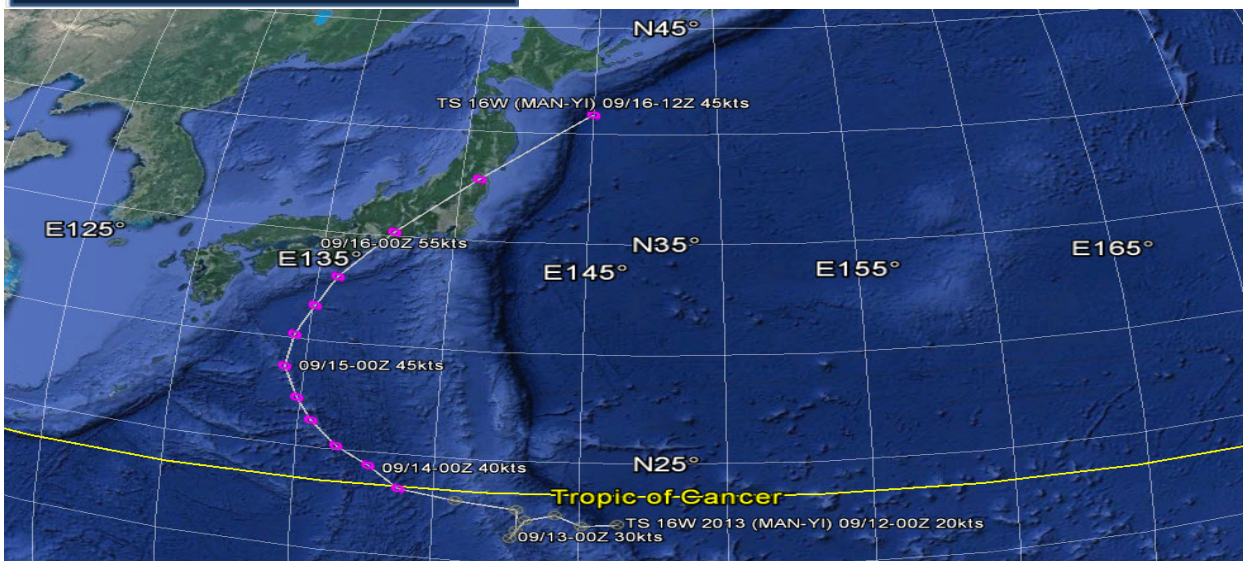 N45°
TS 16W (MAN-YI) 09/16-12Z 45kts
E125°
09/16-00Z 55kts
N35°
E165°
E135°
E145°
E155°
09/15-00Z 45kts
09/14-00Z 40kts
N25°
Tropic of Cancer
TS 16W 2013 (MAN-YI) 09/12-00Z 20kts
09/13-00Z 30kts